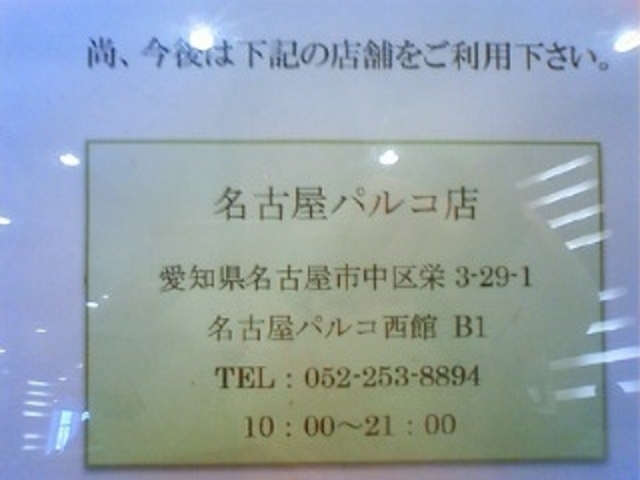 尚、今後は下記の店舗をご利用下さい。
名古屋パルコ店
愛知県名古屋市中区栄 3-29-1
名古屋パルコ西館 B1
TEL : 052-253-8894
10 : 00～21 : 00